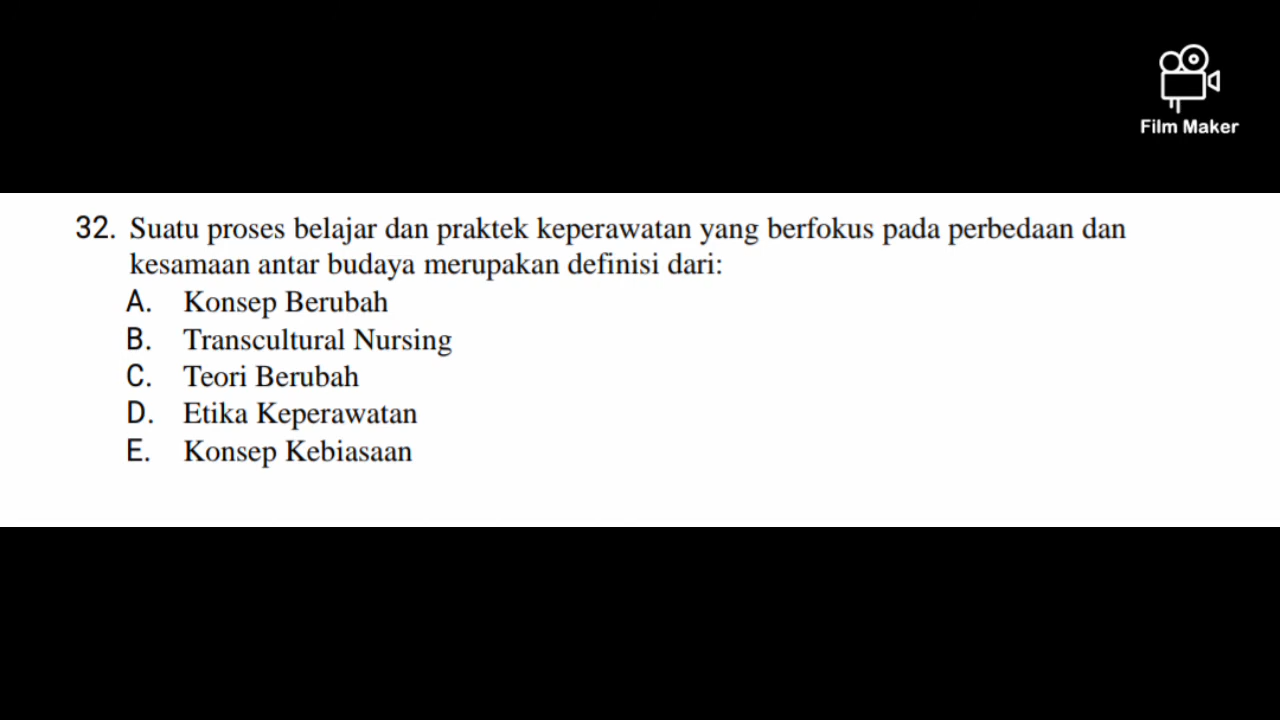 Film Maker
32. Suatu proses belajar dan praktek keperawatan yang berfokus pada perbedaan dan
kesamaan antar budaya merupakan definisi dari:
A. Konsep Berubah
B. Transcultural Nursing
C. Teori Berubah
D. Etika Keperawatan
E. Konsep Kebiasaan